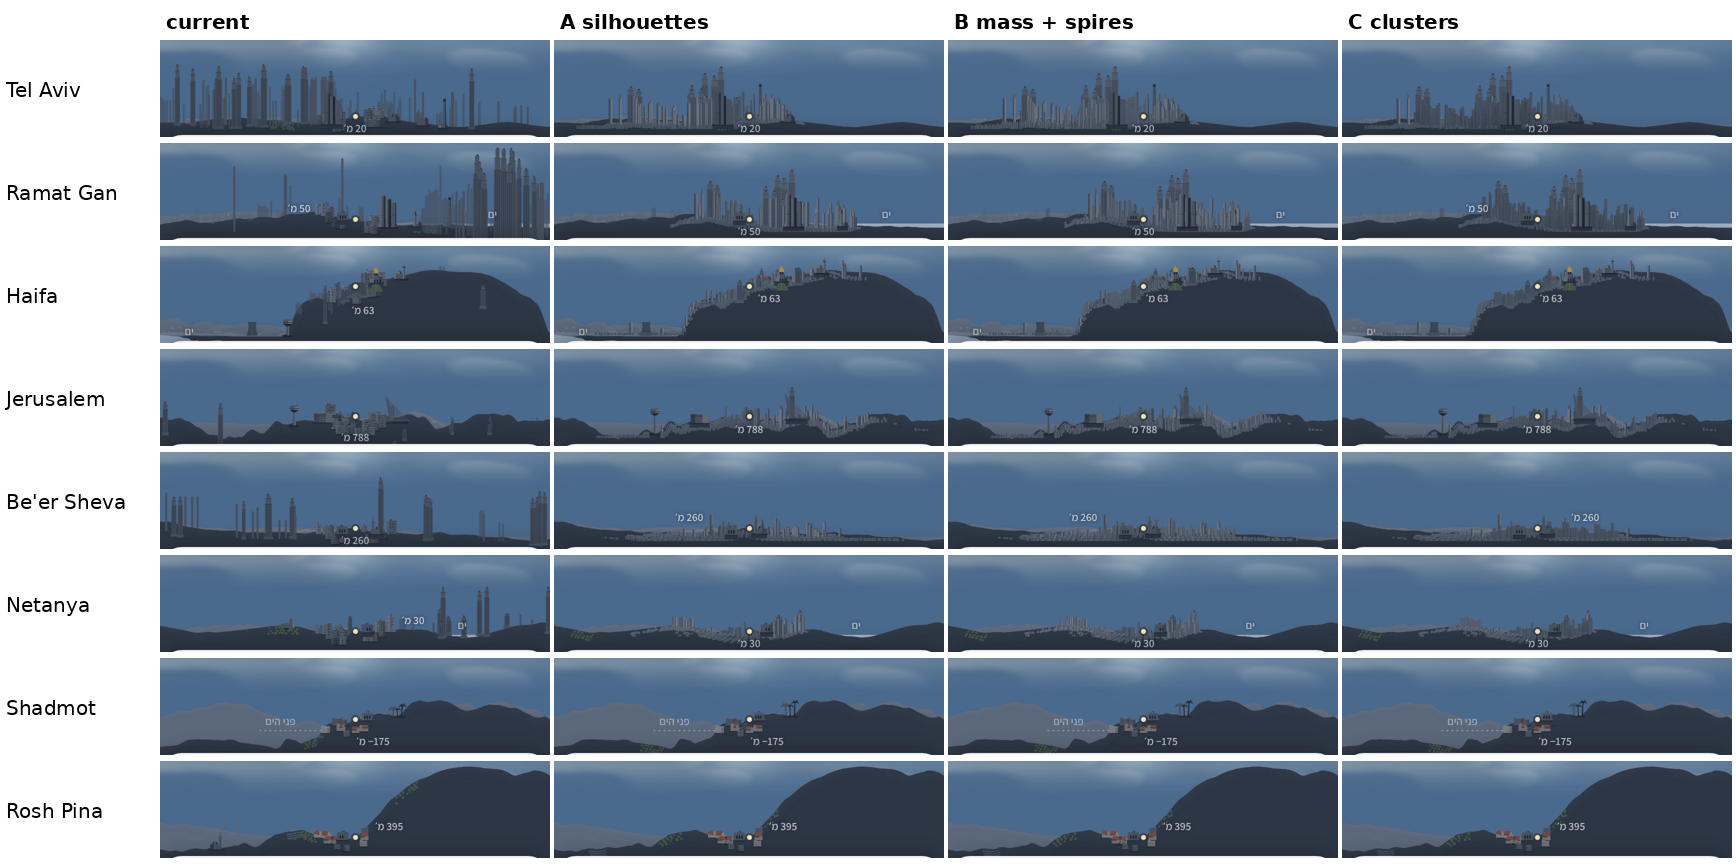 current A silhouettes B mass + spires C clusters
Tel Aviv
20 מ׳ 20 מ׳ 20 מ׳ 20 מ׳
Ramat Gan
50 מ׳ ים ים 50 מ׳ ים 50 מ׳ 50 מ׳ ים
Haifa
ים 63 מ׳ ים 63 מ׳ ים 63 מ׳ ים 63 מ׳
Jerusalem
788 מ׳ 788 מ׳ 788 מ׳ 788 מ׳
Be'er Sheva
260 מ׳ 260 מ׳ 260 מ׳ 260 מ׳
Netanya
30 מ׳ ים 30 מ׳ ים 30 מ׳ ים 30 מ׳ ים
Shadmot
פני הים ‎−175 מ׳ פני הים ‎−175 מ׳ פני הים ‎−175 מ׳ פני הים ‎−175 מ׳
Rosh Pina
395 מ׳ 395 מ׳ 395 מ׳ 395 מ׳